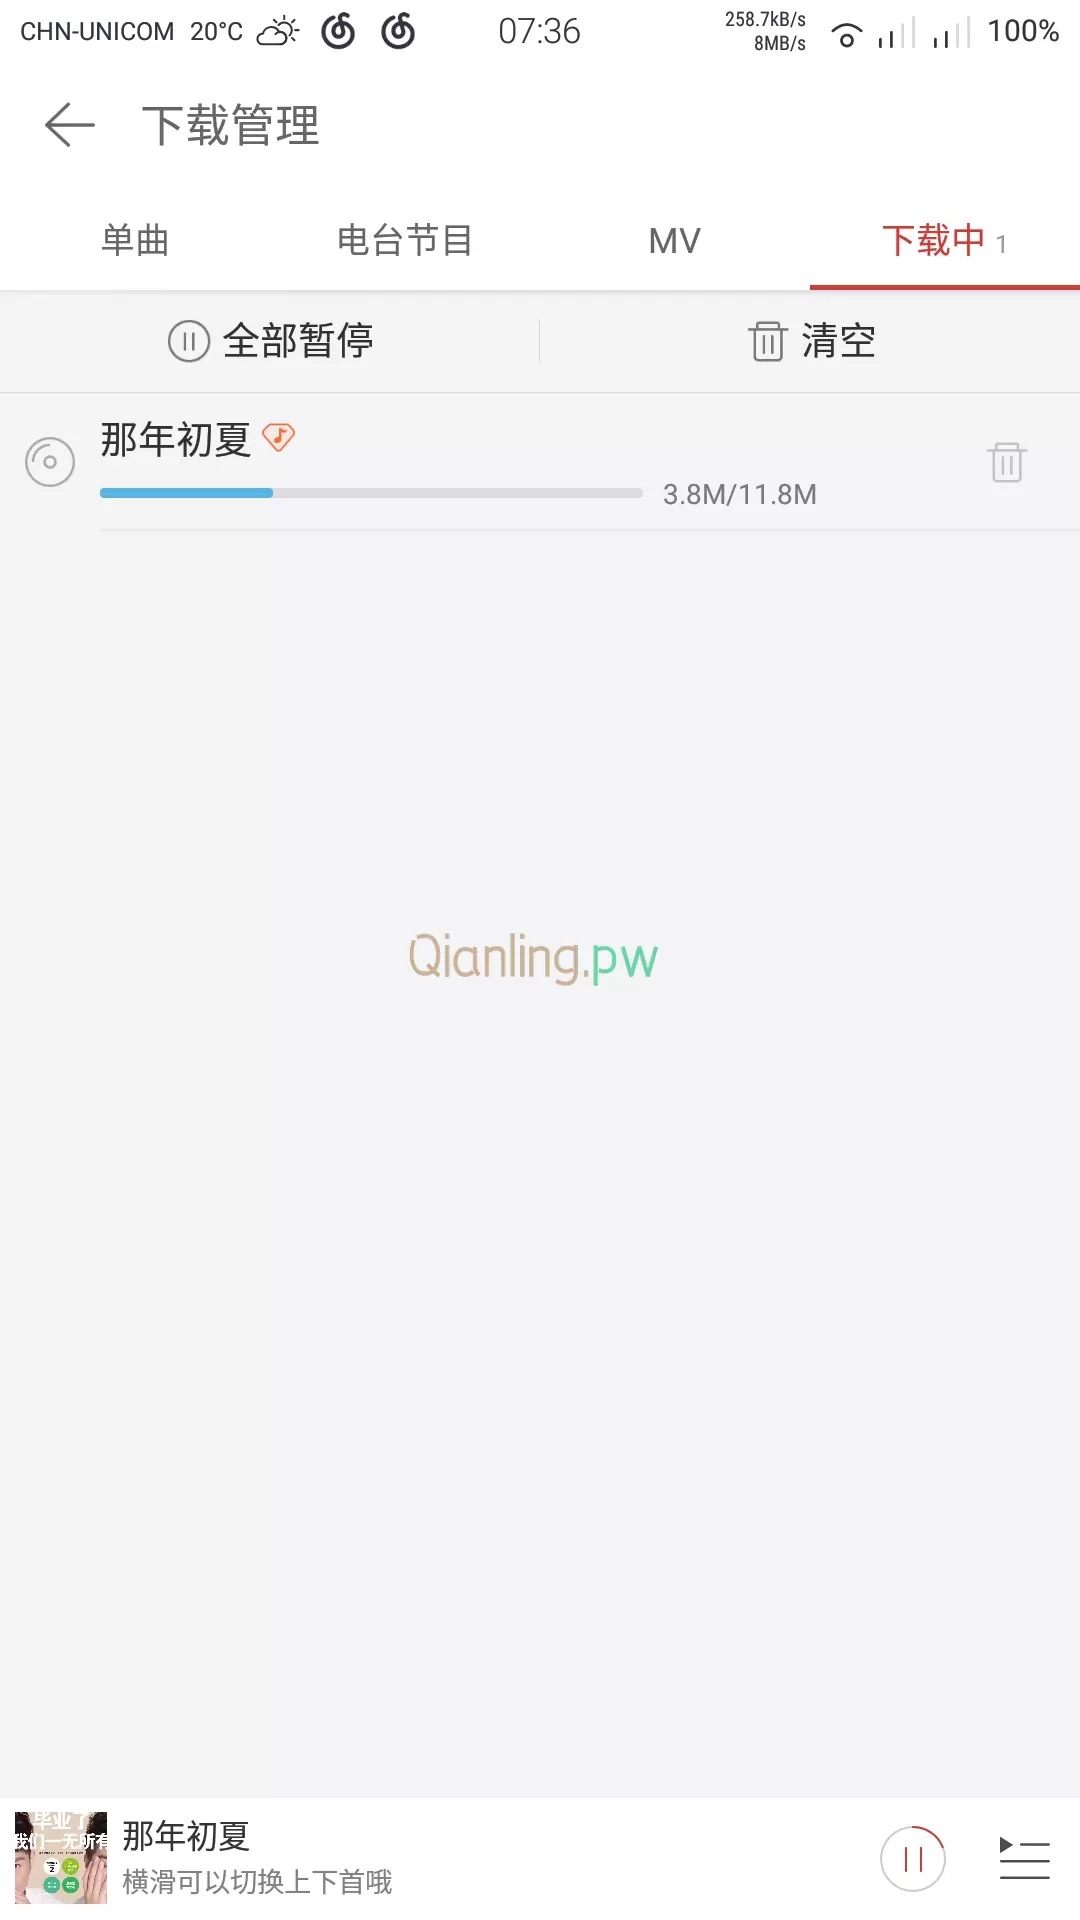 CHN-UNICOM 20°C 07:36 258.7kB/s 8MB/s 100%
下载管理
单曲 电台节目 MV 下载中 1
全部暂停 清空
那年初夏
3.8M/11.8M
Qianling.pw
毕业了
我们一无所有
那年初夏
横滑可以切换上下首哦